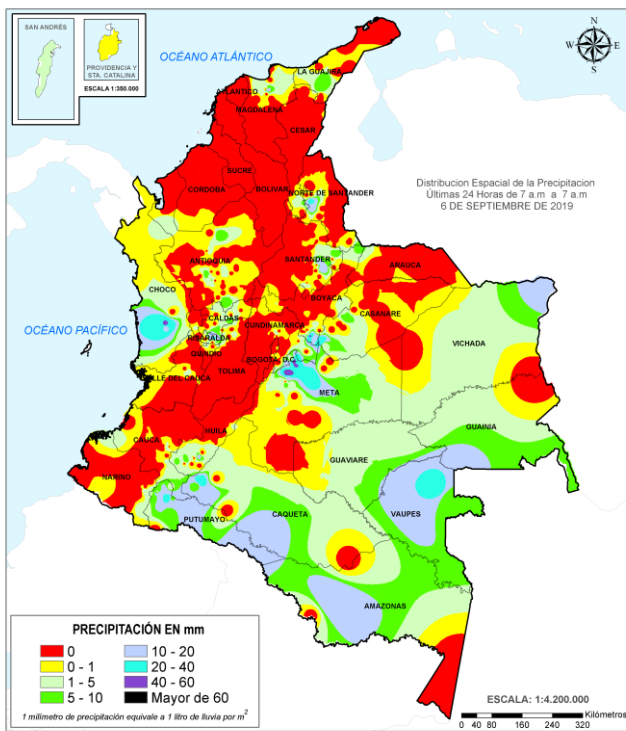 SAN ANDRÉS
PROVIDENCIA Y
STA. CATALINA
ESCALA 1:350.000
OCÉANO ATLÁNTICO
N
W
E
S
LA GUAJIRA
ATLANTICO
MAGDALENA
CESAR
SUCRE
CORDOBA
BOLIVAR
NORTE DE SANTANDER
Distribucion Espacial de la Precipitacion
Últimas 24 Horas de 7 a.m a 7 a.m
6 DE SEPTIEMBRE DE 2019
ANTIOQUIA
SANTANDER
ARAUCA
CHOCO
BOYACA
CASANARE
OCÉANO PACÍFICO
CALDAS
CUNDINAMARCA
RISARALDA
VICHADA
QUINDIO
BOGOTA, D.C.
TOLIMA
VALLE DEL CAUCA
META
GUAINIA
HUILA
CAUCA
GUAVIARE
NARIÑO
PUTUMAYO
CAQUETA
VAUPES
AMAZONAS
PRECIPITACIÓN EN mm
0
10 - 20
0 - 1
20 - 40
1 - 5
40 - 60
5 - 10
Mayor de 60
1 milimetro de precipitación equivale a 1 litro de lluvia por m2
ESCALA: 1:4.200.000
Kilómetros
0 40 80 160 240 320